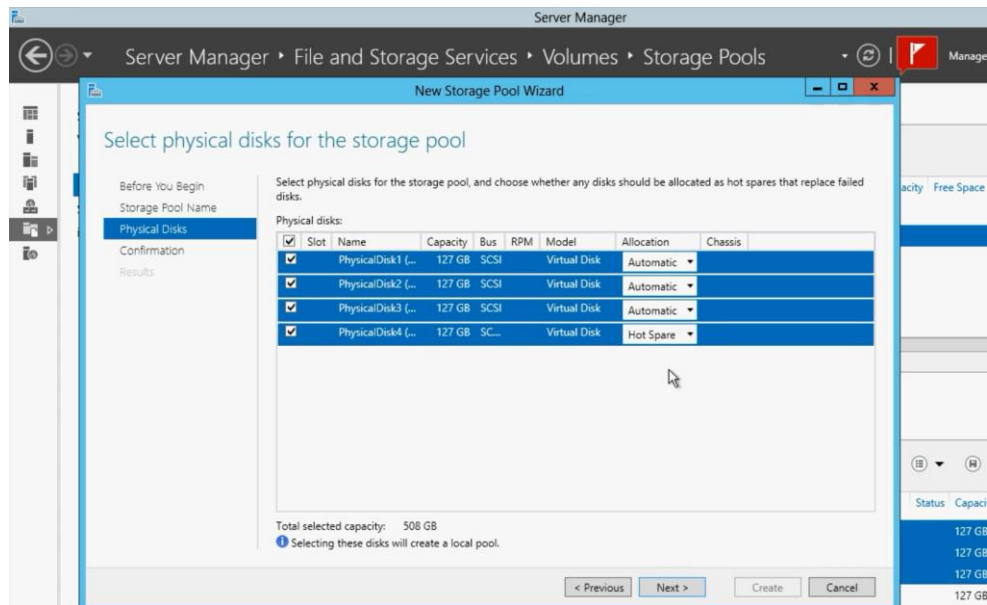 Server Manager
Server Manager ‣ File and Storage Services ‣ Volumes ‣ Storage Pools
Manage
New Storage Pool Wizard
Select physical disks for the storage pool
Before You Begin
Storage Pool Name
Physical Disks
Confirmation
Results
Select physical disks for the storage pool, and choose whether any disks should be allocated as hot spares that replace failed
disks.
Physical disks:
Slot Name Capacity Bus RPM Model Allocation Chassis
PhysicalDisk1 (... 127 GB SCSI Virtual Disk Automatic
PhysicalDisk2 (... 127 GB SCSI Virtual Disk Automatic
PhysicalDisk3 (... 127 GB SCSI Virtual Disk Automatic
PhysicalDisk4 (... 127 GB SC... Virtual Disk Hot Spare
Total selected capacity: 508 GB
Selecting these disks will create a local pool.
< Previous Next > Create Cancel
acity Free Space
Status Capaci
127 GB
127 GB
127 GB
127 GB